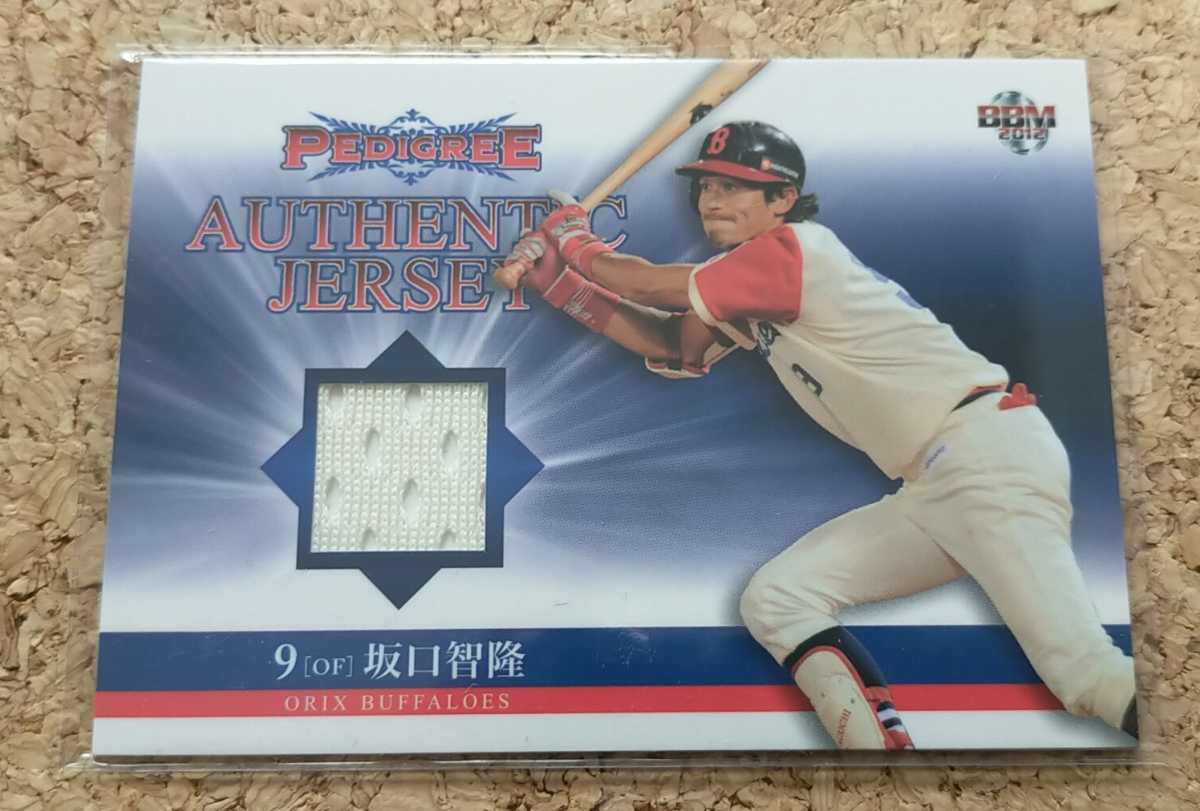 PEDIGREE
AUTHENTIC
JERSEY
BBM
2012
B
9 [OF] 坂口智隆
ORIX BUFFALOES